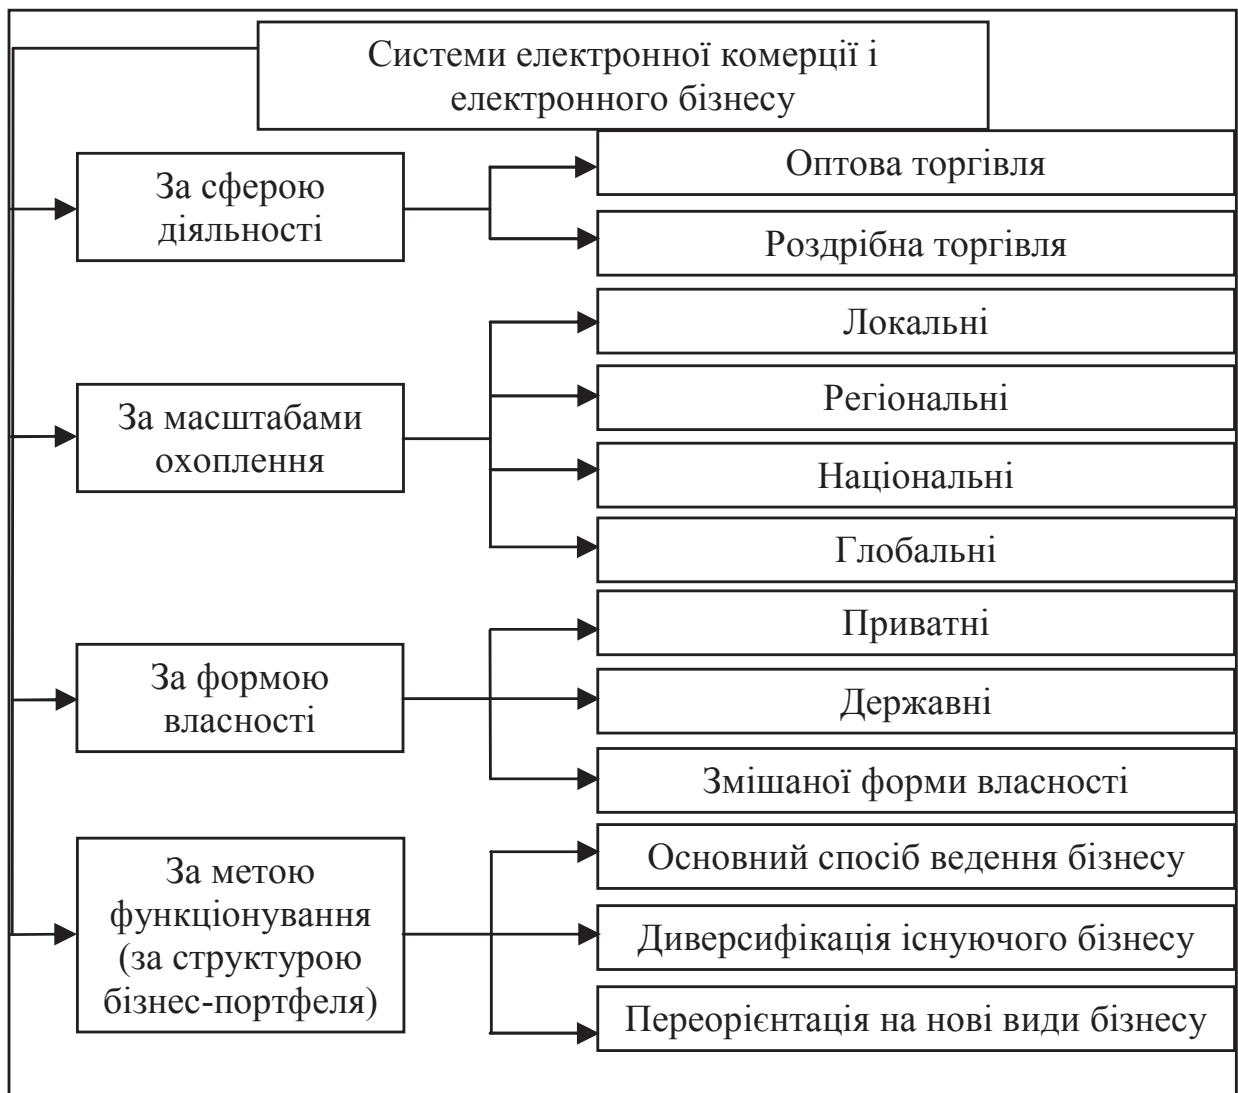 Системи електронної комерції і
електронного бізнесу
За сферою
діяльності
Оптова торгівля
Роздрібна торгівля
За масштабами
охоплення
Локальні
Регіональні
Національні
Глобальні
За формою
власності
Приватні
Державні
Змішаної форми власності
За метою
функціонування
(за структурою
бізнес-портфеля)
Основний спосіб ведення бізнесу
Диверсифікація існуючого бізнесу
Переорієнтація на нові види бізнесу